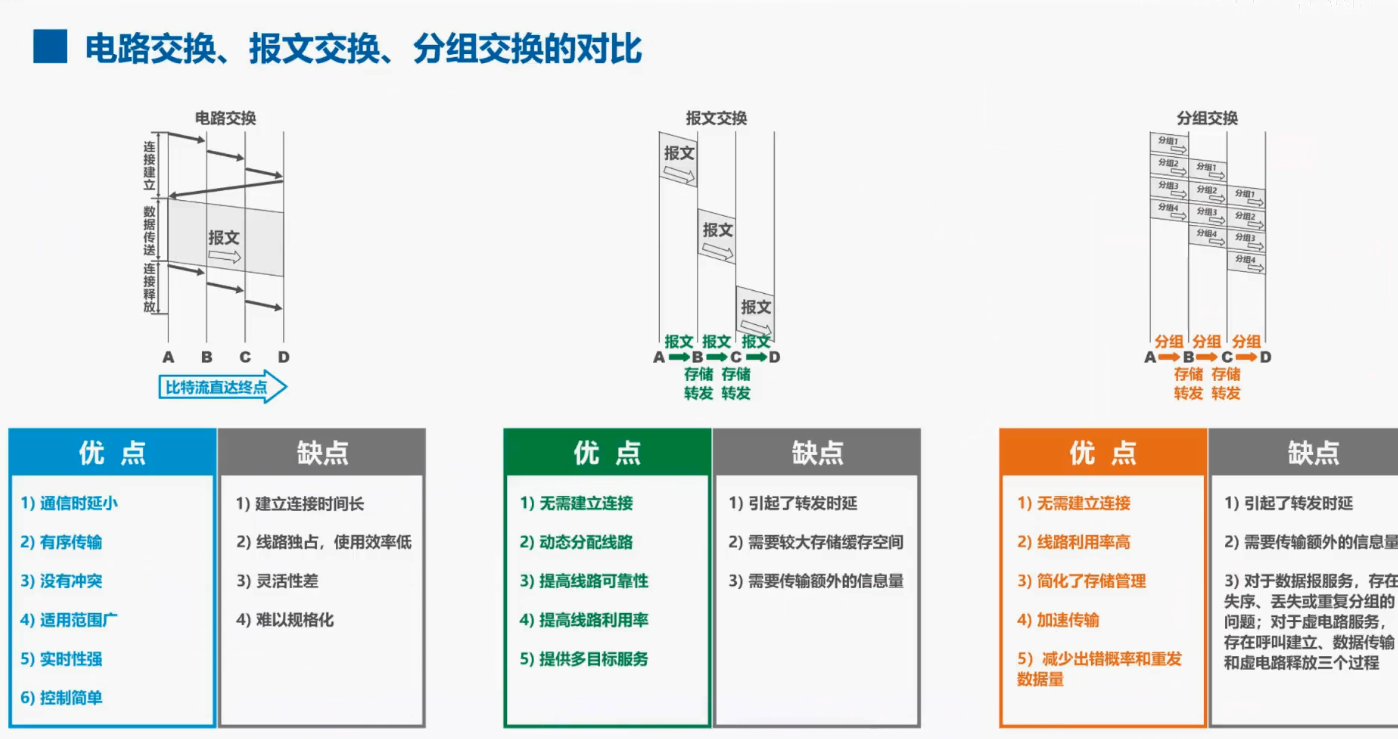 电路交换、报文交换、分组交换的对比
电路交换
连接建立
数据传送
连接释放
报文
A B C D
比特流直达终点
报文交换
报文
报文
报文
报文 报文 报文
A B C D
存储 存储
转发 转发
分组交换
分组1
分组2 分组1
分组3 分组2 分组1
分组4 分组3 分组2
分组4 分组3
分组4
分组 分组 分组
A B C D
存储 存储
转发 转发
优 点
1) 通信时延小
2) 有序传输
3) 没有冲突
4) 适用范围广
5) 实时性强
6) 控制简单
缺点
1) 建立连接时间长
2) 线路独占，使用效率低
3) 灵活性差
4) 难以规格化
优 点
1) 无需建立连接
2) 动态分配线路
3) 提高线路可靠性
4) 提高线路利用率
5) 提供多目标服务
缺点
1) 引起了转发时延
2) 需要较大存储缓存空间
3) 需要传输额外的信息量
优 点
1) 无需建立连接
2) 线路利用率高
3) 简化了存储管理
4) 加速传输
5）减少出错概率和重发
数据量
缺点
1) 引起了转发时延
2) 需要传输额外的信息量
3) 对于数据报服务，存在
失序、丢失或重复分组的
问题；对于虚电路服务，
存在呼叫建立、数据传输
和虚电路释放三个过程